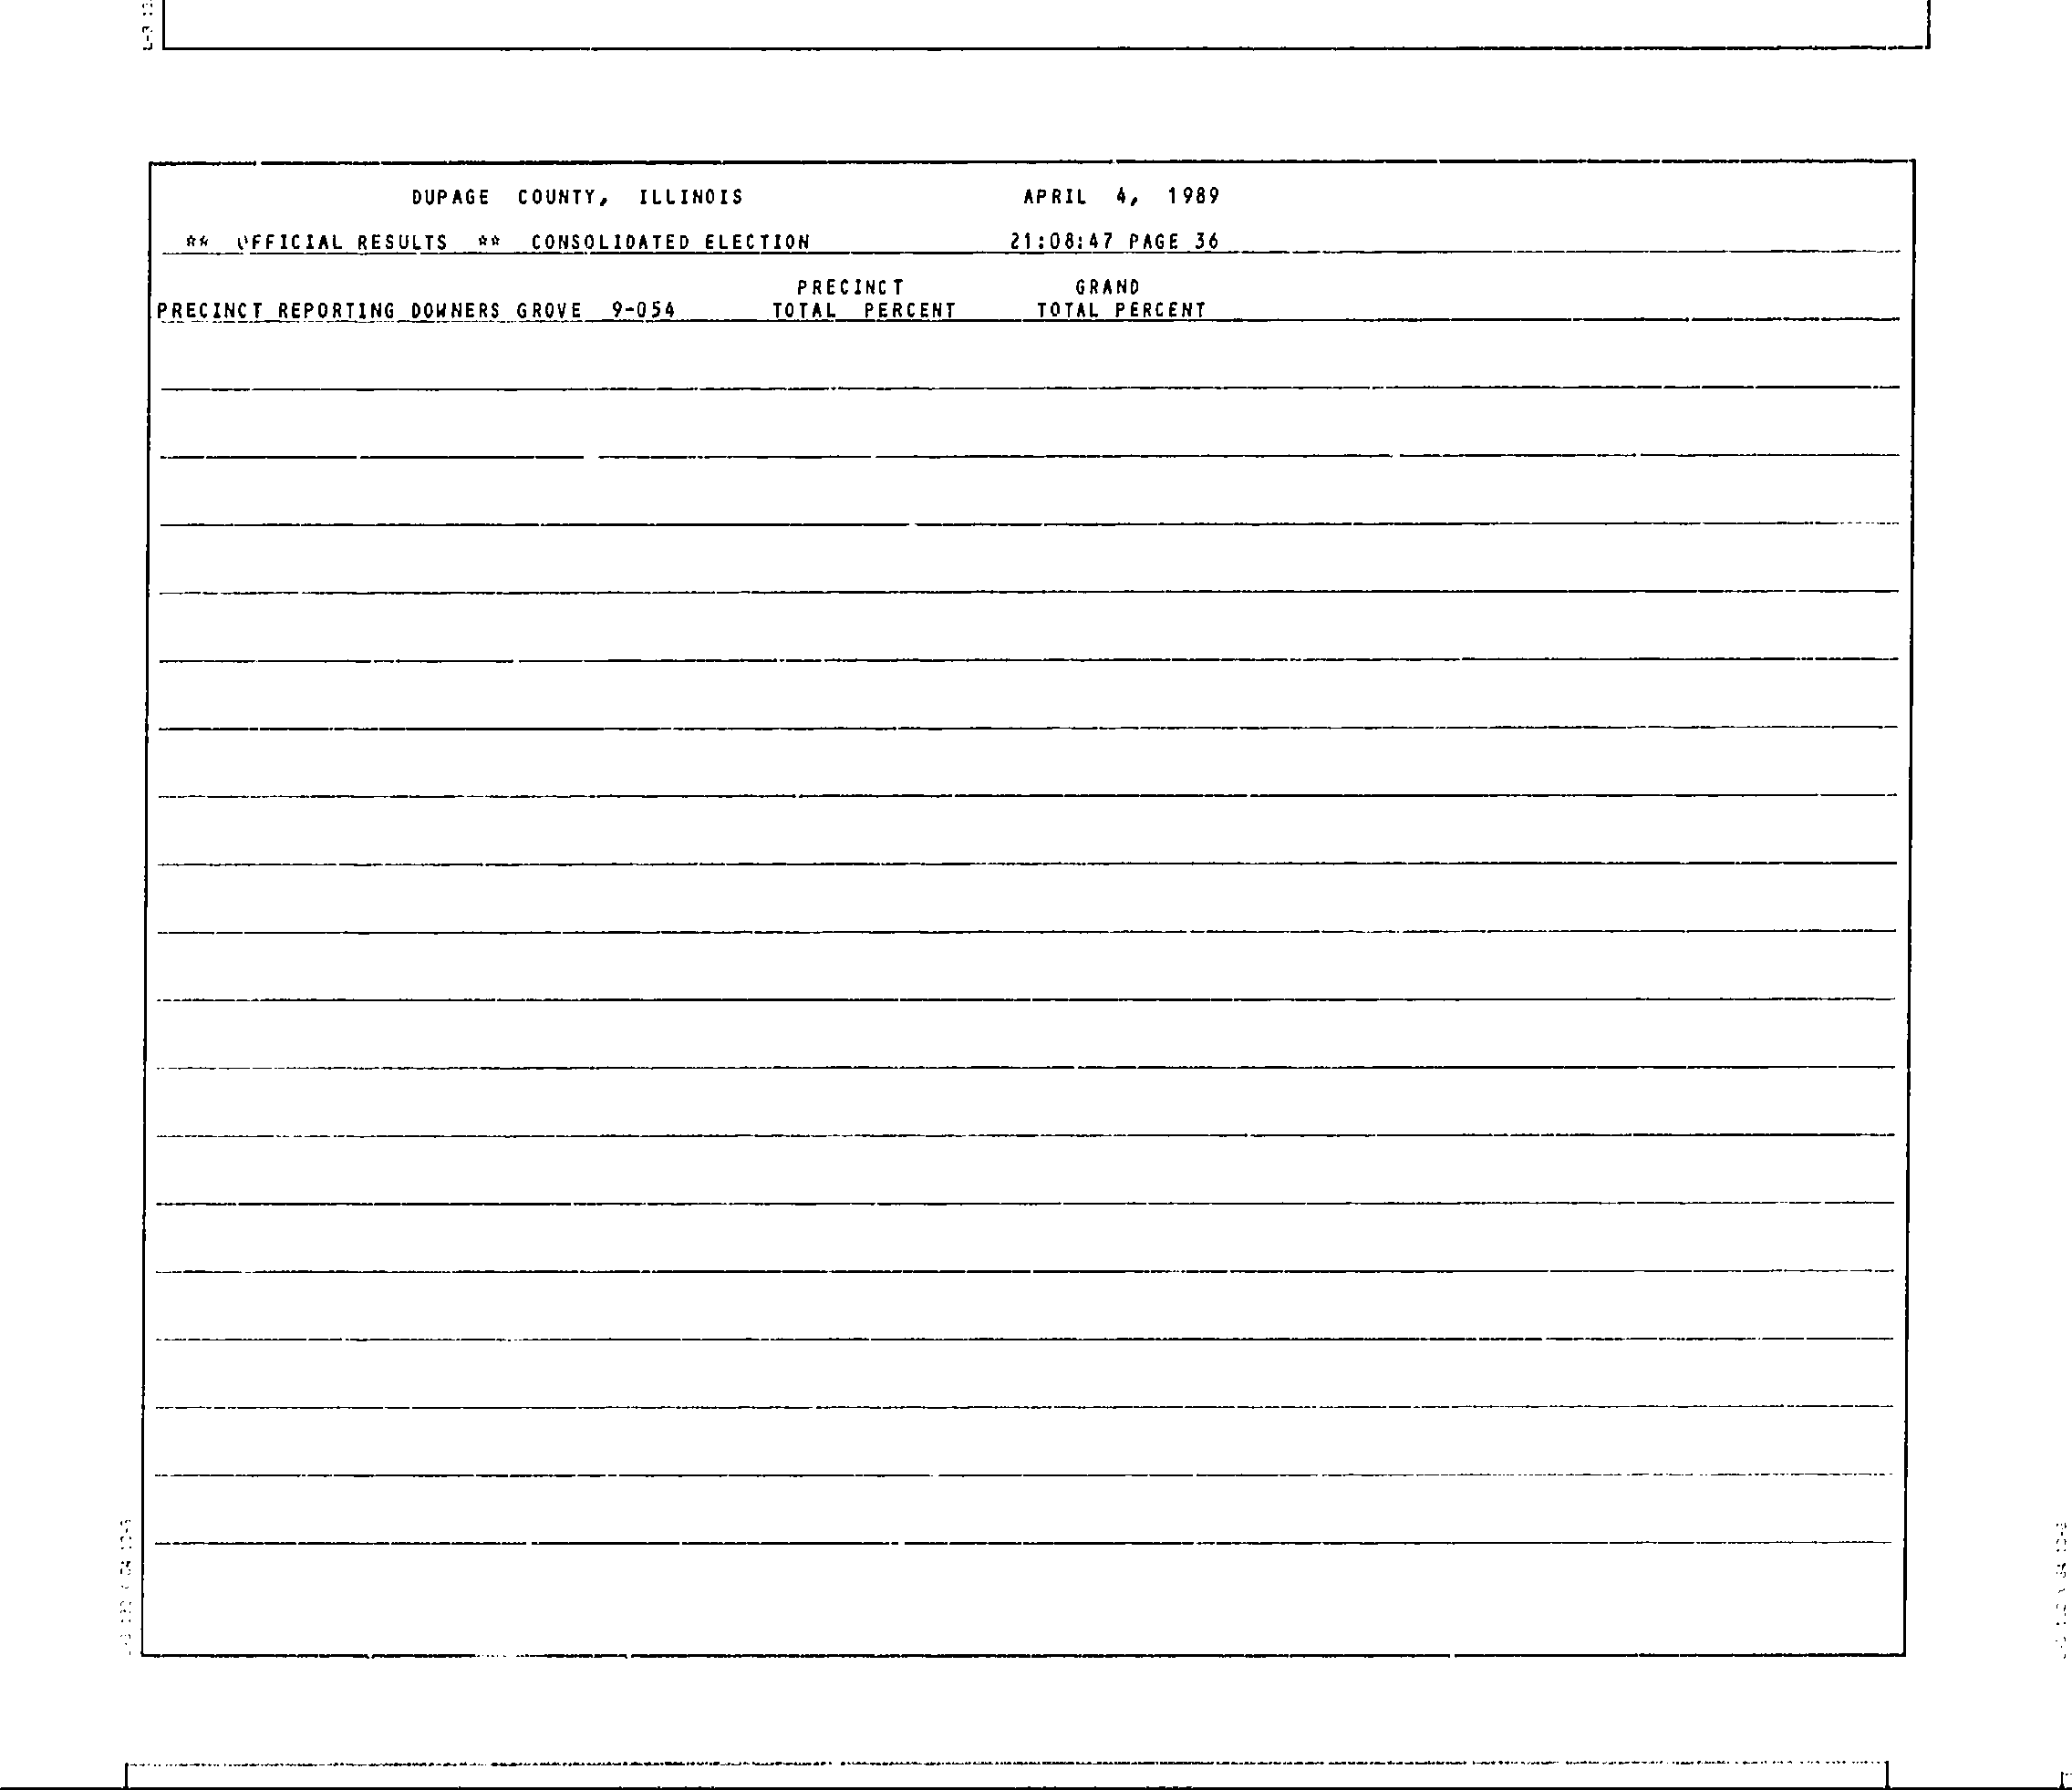 DUPAGE COUNTY, ILLINOIS APRIL 4, 1989
** OFFICIAL RESULTS ** CONSOLIDATED ELECTION 21:08:47 PAGE 36
PRECINCT GRAND
PRECINCT REPORTING DOWNERS GROVE 9-054 TOTAL PERCENT TOTAL PERCENT